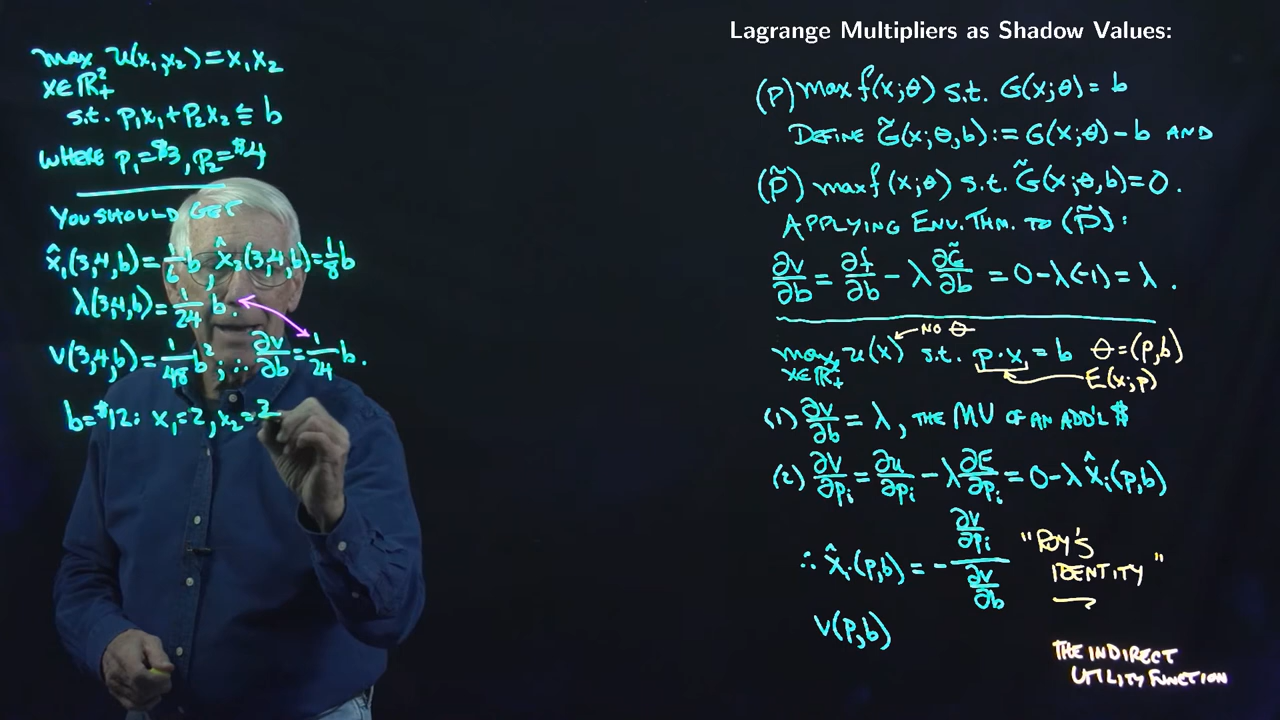 max u(x₁,x₂) = x₁x₂
x∈ℝ²₊
s.t. p₁x₁ + p₂x₂ ≦ b
WHERE p₁ = $3, p₂ = $4
YOU SHOULD GET
x̂₁(3,4,b) = 1/6 b, x̂₂(3,4,b) = 1/8 b
λ(3,4,b) = 1/24 b.
v(3,4,b) = 1/48 b²; ∴ ∂v/∂b = 1/24 b.
b = $12: x₁ = 2, x₂ = 3
Lagrange Multipliers as Shadow Values:
(P) max f(x;θ) s.t. G(x;θ) = b
DEFINE G̃(x;θ,b) := G(x;θ) − b AND
(P̃) max f(x;θ) s.t. G̃(x;θ,b) = 0.
APPLYING ENV. THM. TO (P̃):
∂v/∂b = ∂f/∂b − λ ∂G̃/∂b = 0 − λ(−1) = λ.
NO θ
max u(x) s.t. p·x = b θ = (p,b)
x∈ℝˡ₊ E(x;p)
(1) ∂v/∂b = λ, THE MV OF AN ADD'L $
(2) ∂v/∂pᵢ = ∂u/∂pᵢ − λ ∂E/∂pᵢ = 0 − λ x̂ᵢ(p,b)
∴ x̂ᵢ(p,b) = − ∂v/∂pᵢ / ∂v/∂b "ROY'S
IDENTITY"
v(p,b)
THE INDIRECT
UTILITY FUNCTION